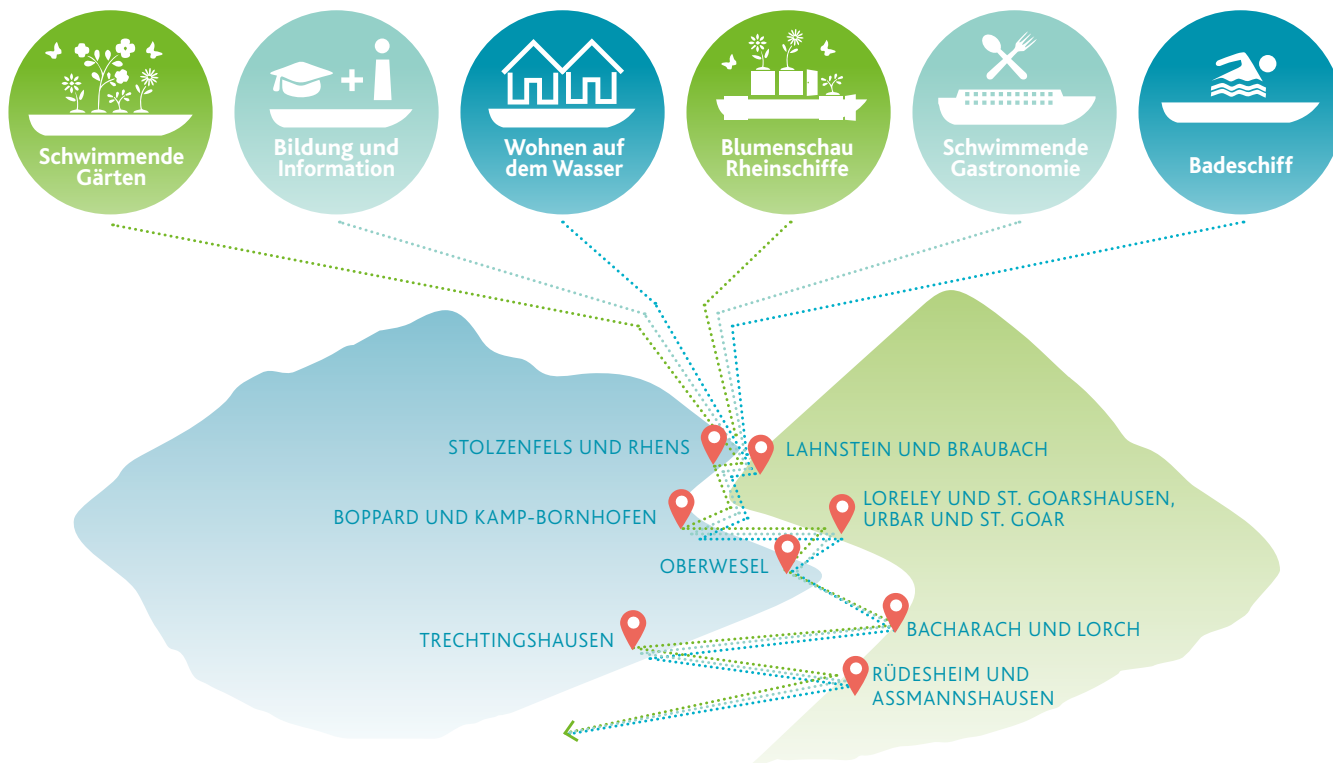 Schwimmende
Gärten
Bildung und
Information
Wohnen auf
dem Wasser
Blumenschau
Rheinschiffe
Schwimmende
Gastronomie
Badeschiff
STOLZENFELS UND RHENS
LAHNSTEIN UND BRAUBACH
BOPPARD UND KAMP-BORNHOFEN
LORELEY UND ST. GOARSHAUSEN,
URBAR UND ST. GOAR
OBERWESEL
TRECHTINGSHAUSEN
BACHARACH UND LORCH
RÜDESHEIM UND
ASSMANNSHAUSEN